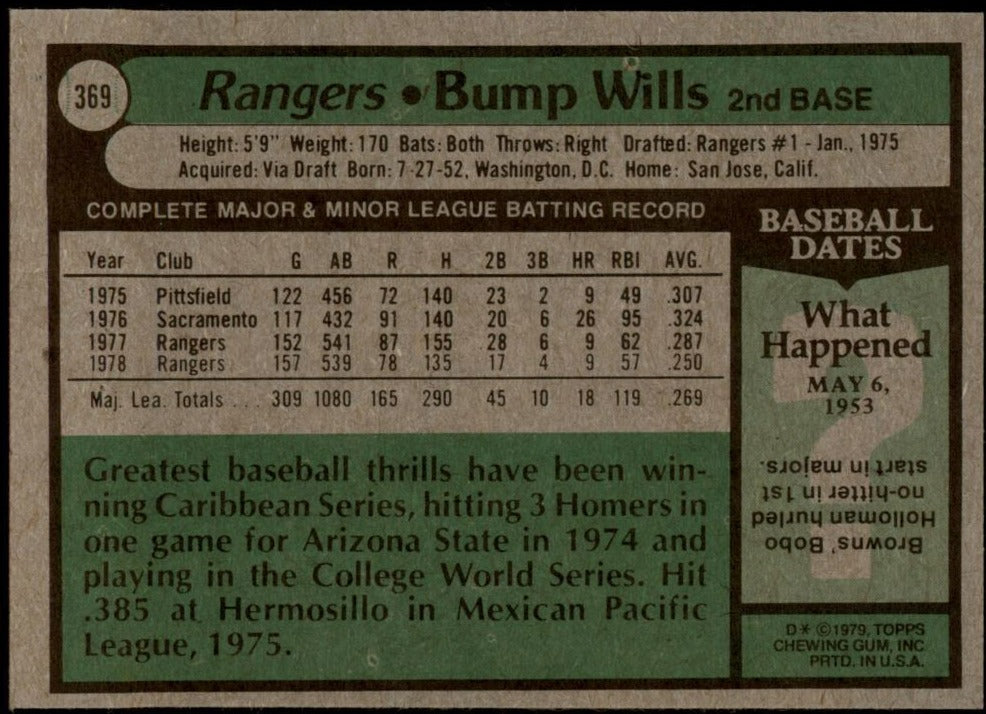 369
Rangers • Bump Wills 2nd BASE
Height: 5'9" Weight: 170 Bats: Both Throws: Right Drafted: Rangers #1 - Jan., 1975
Acquired: Via Draft Born: 7-27-52, Washington, D.C. Home: San Jose, Calif.
COMPLETE MAJOR & MINOR LEAGUE BATTING RECORD
Year Club G AB R H 2B 3B HR RBI AVG.
1975 Pittsfield 122 456 72 140 23 2 9 49 .307
1976 Sacramento 117 432 91 140 20 6 26 95 .324
1977 Rangers 152 541 87 155 28 6 9 62 .287
1978 Rangers 157 539 78 135 17 4 9 57 .250
Maj. Lea. Totals . . . 309 1080 165 290 45 10 18 119 .269
Greatest baseball thrills have been win-
ning Caribbean Series, hitting 3 Homers in
one game for Arizona State in 1974 and
playing in the College World Series. Hit
.385 at Hermosillo in Mexican Pacific
League, 1975.
BASEBALL
DATES
What
Happened
MAY 6,
1953
?
Browns' Bobo
Holloman hurled
no-hitter in 1st
start in majors.
D* ©1979, TOPPS
CHEWING GUM, INC
PRTD. IN U.S.A.